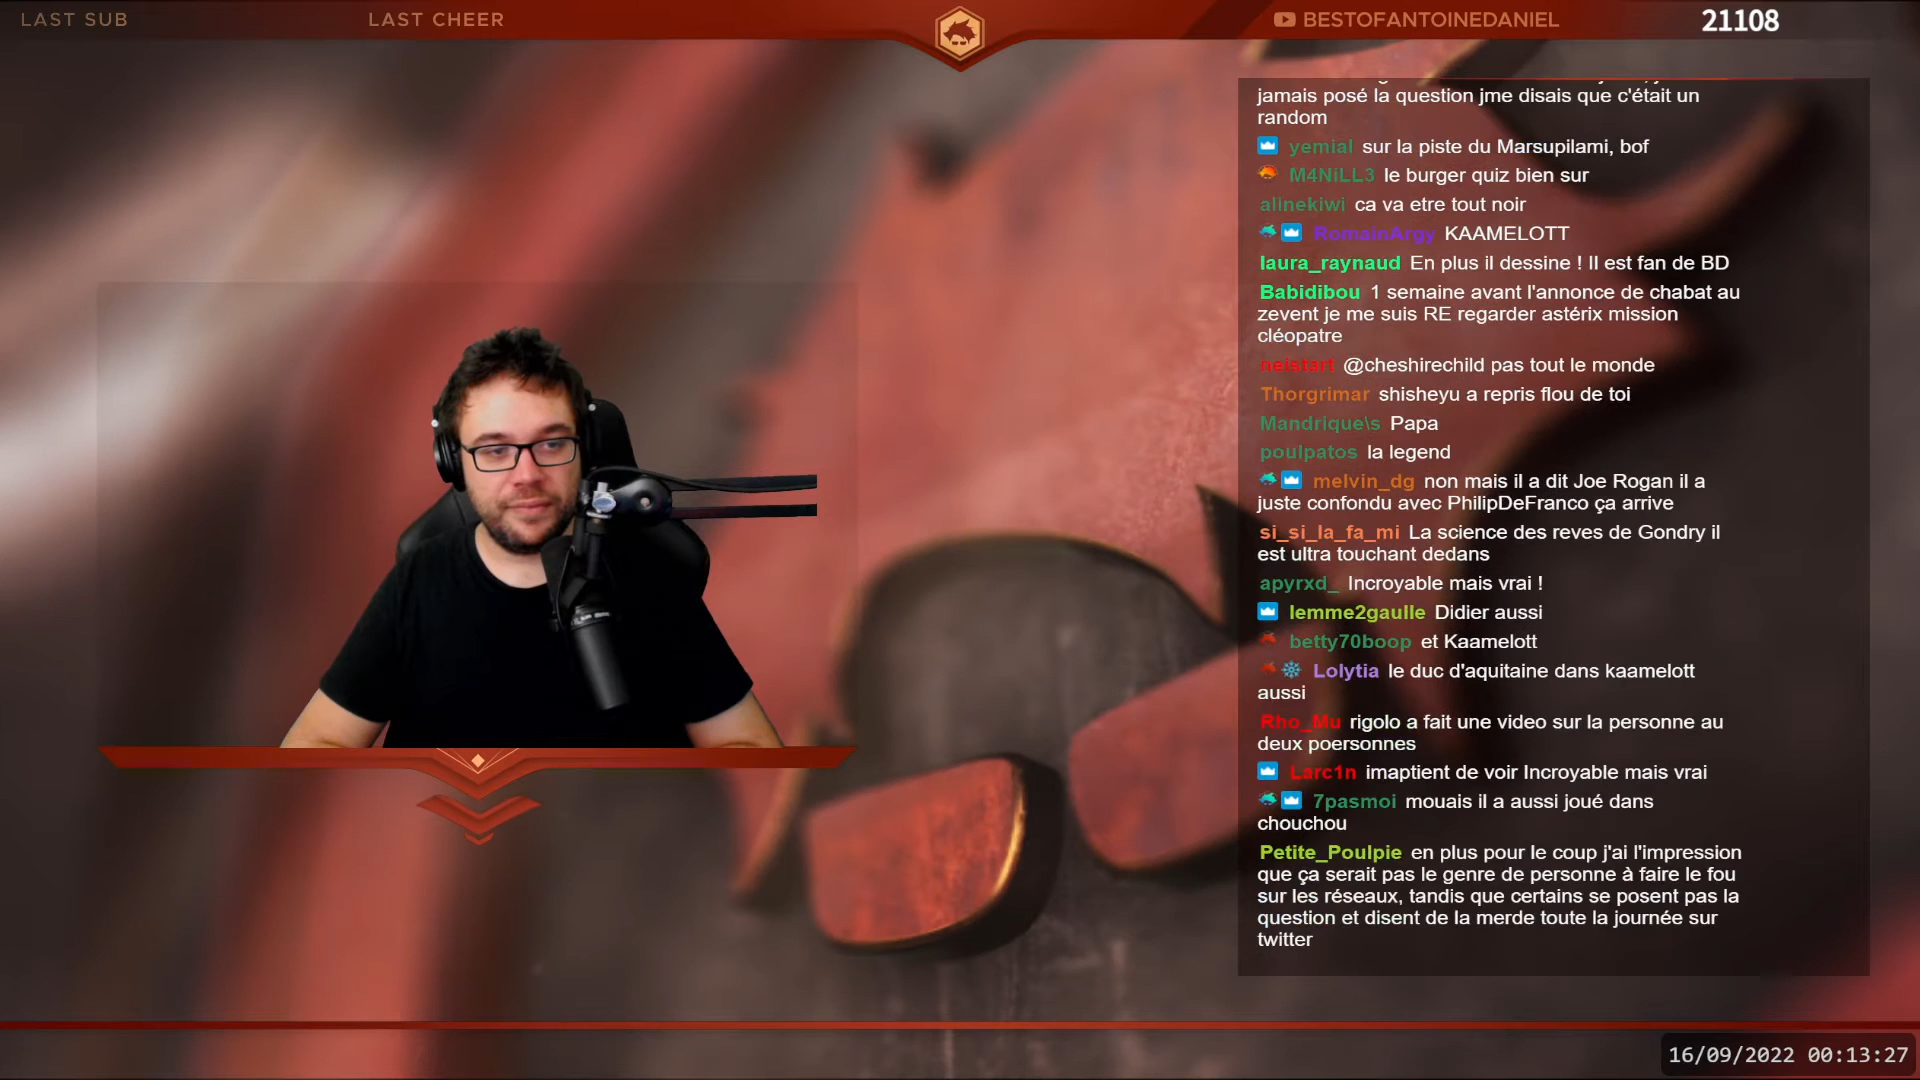 LAST SUB
LAST CHEER
BESTOFANTOINEDANIEL
21108
jamais posé la question jme disais que c'était un
random
yemial sur la piste du Marsupilami, bof
M4NiLL3 le burger quiz bien sur
alinekiwi ca va etre tout noir
RomainArgy KAAMELOTT
laura_raynaud En plus il dessine ! Il est fan de BD
Babidibou 1 semaine avant l'annonce de chabat au
zevent je me suis RE regarder astérix mission
cléopatre
neistart @cheshirechild pas tout le monde
Thorgrimar shisheyu a repris flou de toi
Mandrique\s Papa
poulpatos la legend
melvin_dg non mais il a dit Joe Rogan il a
juste confondu avec PhilipDeFranco ça arrive
si_si_la_fa_mi La science des reves de Gondry il
est ultra touchant dedans
apyrxd_ Incroyable mais vrai !
lemme2gaulle Didier aussi
betty70boop et Kaamelott
Lolytia le duc d'aquitaine dans kaamelott
aussi
Rho_Mu rigolo a fait une video sur la personne au
deux poersonnes
Larc1n imaptient de voir Incroyable mais vrai
7pasmoi mouais il a aussi joué dans
chouchou
Petite_Poulpie en plus pour le coup j'ai l'impression
que ça serait pas le genre de personne à faire le fou
sur les réseaux, tandis que certains se posent pas la
question et disent de la merde toute la journée sur
twitter
16/09/2022 00:13:27